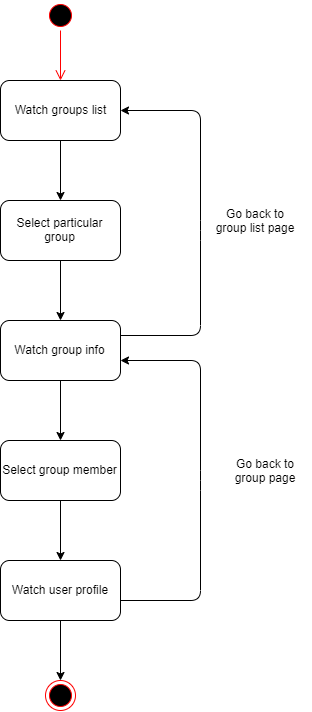 Watch groups list
Go back to
group list page
Select particular
group
Watch group info
Go back to
group page
Select group member
Watch user profile